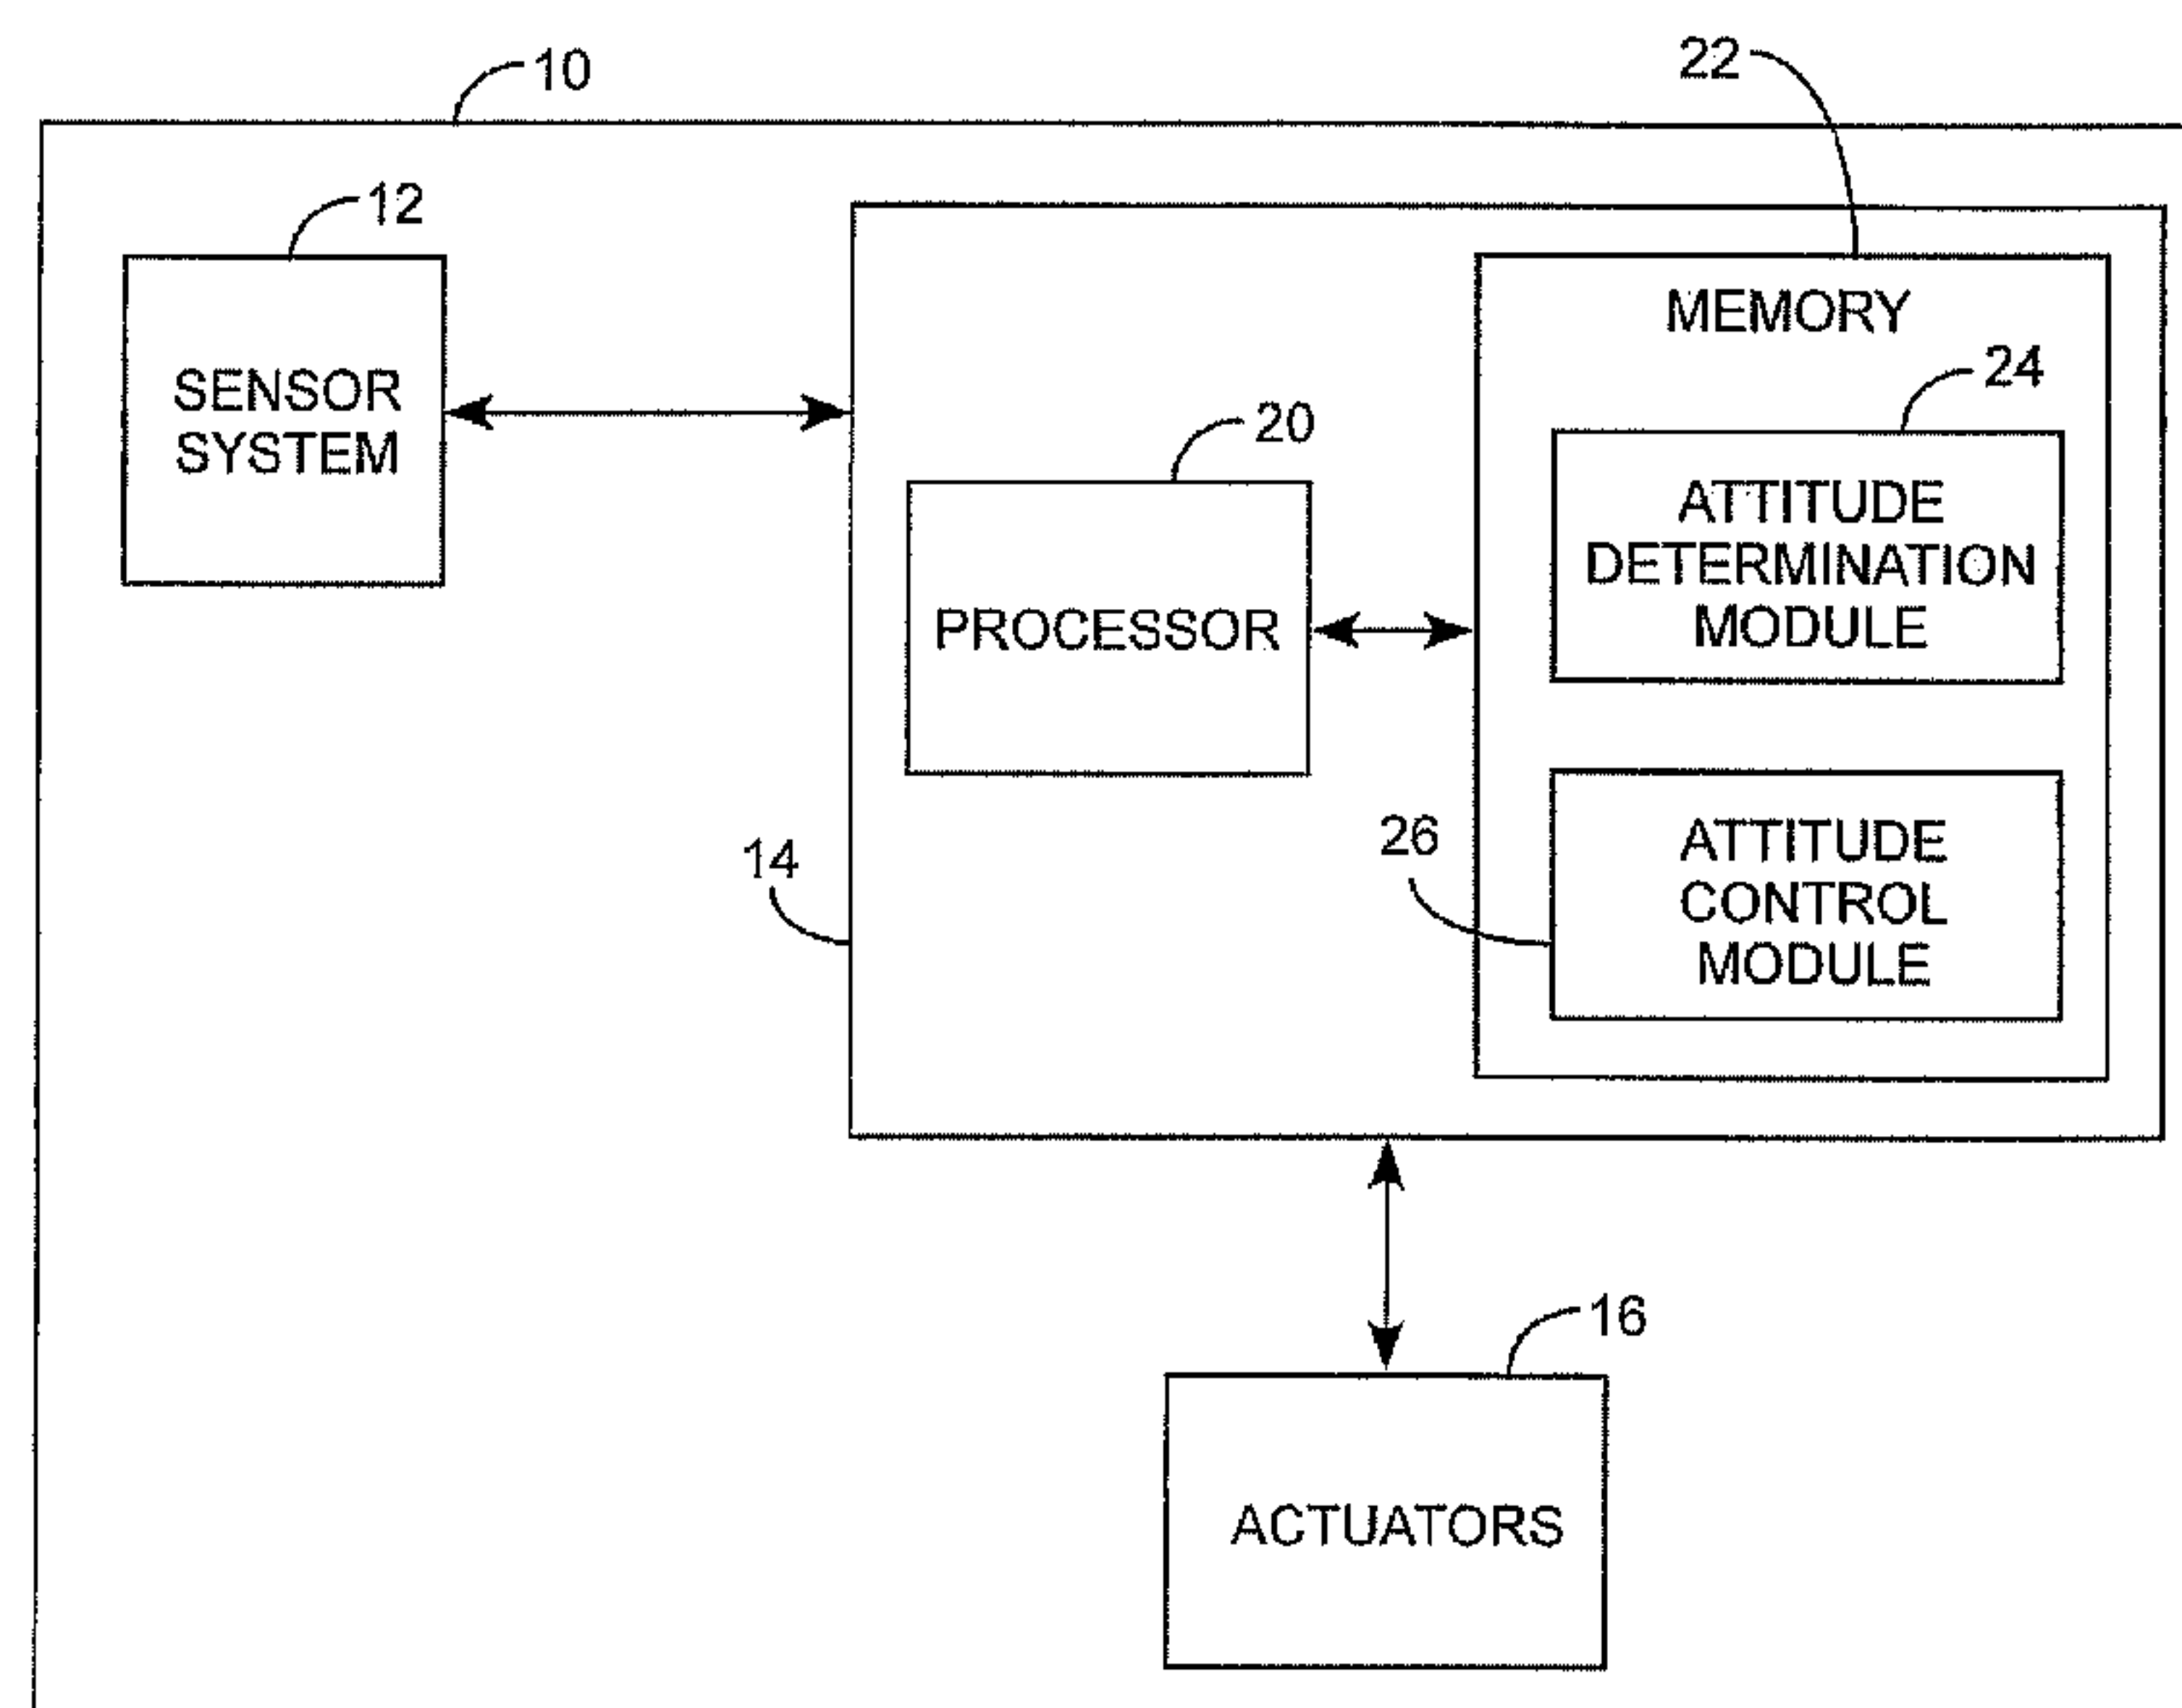 10
22
12
MEMORY
24
SENSOR
SYSTEM
20
ATTITUDE
DETERMINATION
MODULE
PROCESSOR
14
26
ATTITUDE
CONTROL
MODULE
16
ACTUATORS